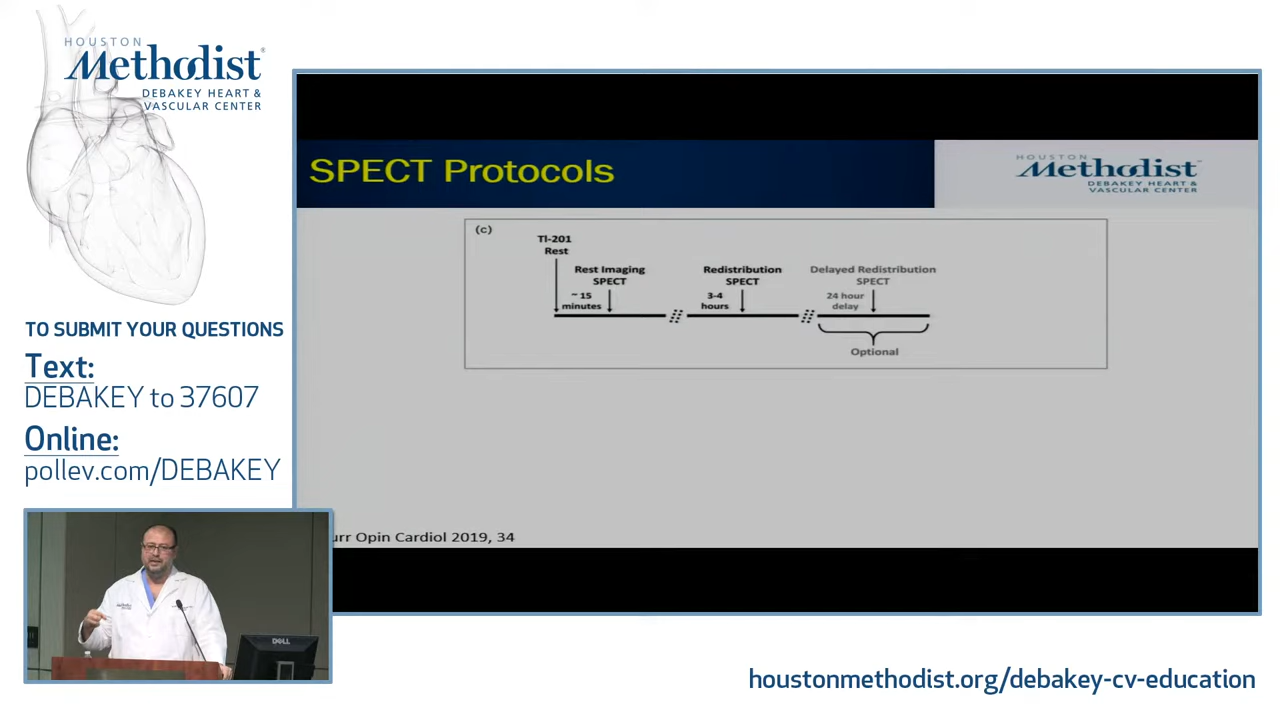 HOUSTON
Methodist
DEBAKEY HEART &
VASCULAR CENTER
TO SUBMIT YOUR QUESTIONS
Text:
DEBAKEY to 37607
Online:
pollev.com/DEBAKEY
SPECT Protocols
HOUSTON
Methodist
DEBAKEY HEART &
VASCULAR CENTER
(c)
Tl-201
Rest
Rest Imaging
SPECT
~ 15
minutes
Redistribution
SPECT
3-4
hours
Delayed Redistribution
SPECT
24 hour
delay
Optional
urr Opin Cardiol 2019, 34
DELL
houstonmethodist.org/debakey-cv-education